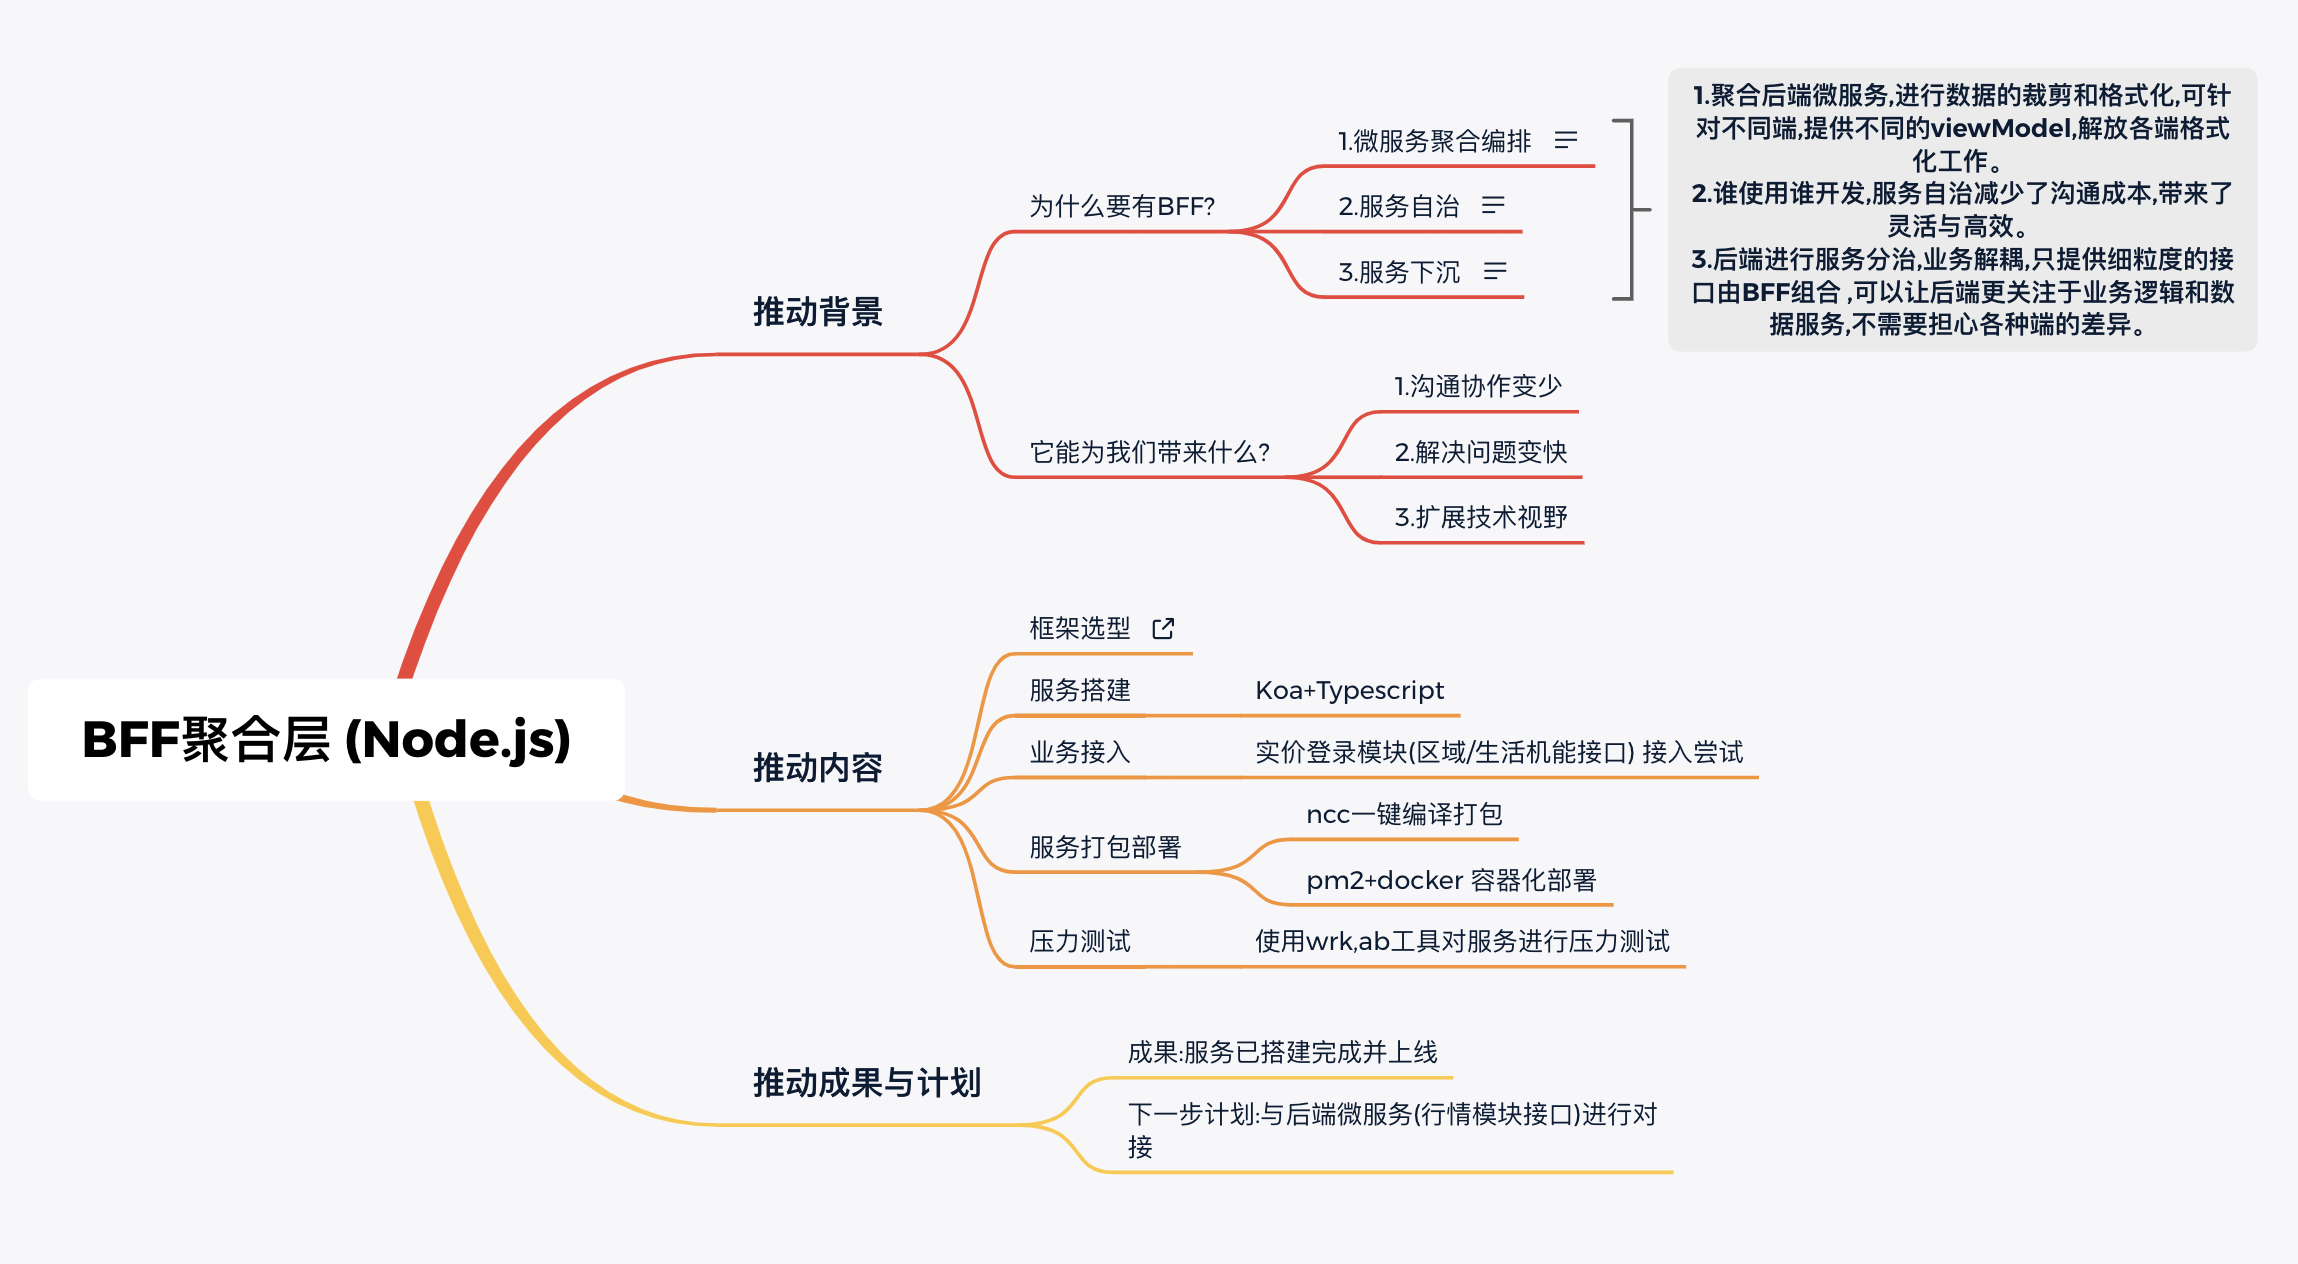 BFF聚合层 (Node.js)
推动背景
为什么要有BFF?
1.微服务聚合编排
2.服务自治
3.服务下沉
1.聚合后端微服务,进行数据的裁剪和格式化,可针
对不同端,提供不同的viewModel,解放各端格式
化工作。
2.谁使用谁开发,服务自治减少了沟通成本,带来了
灵活与高效。
3.后端进行服务分治,业务解耦,只提供细粒度的接
口由BFF组合 ,可以让后端更关注于业务逻辑和数
据服务,不需要担心各种端的差异。
它能为我们带来什么?
1.沟通协作变少
2.解决问题变快
3.扩展技术视野
推动内容
框架选型
服务搭建
Koa+Typescript
业务接入
实价登录模块(区域/生活机能接口) 接入尝试
服务打包部署
ncc一键编译打包
pm2+docker 容器化部署
压力测试
使用wrk,ab工具对服务进行压力测试
推动成果与计划
成果:服务已搭建完成并上线
下一步计划:与后端微服务(行情模块接口)进行对
接